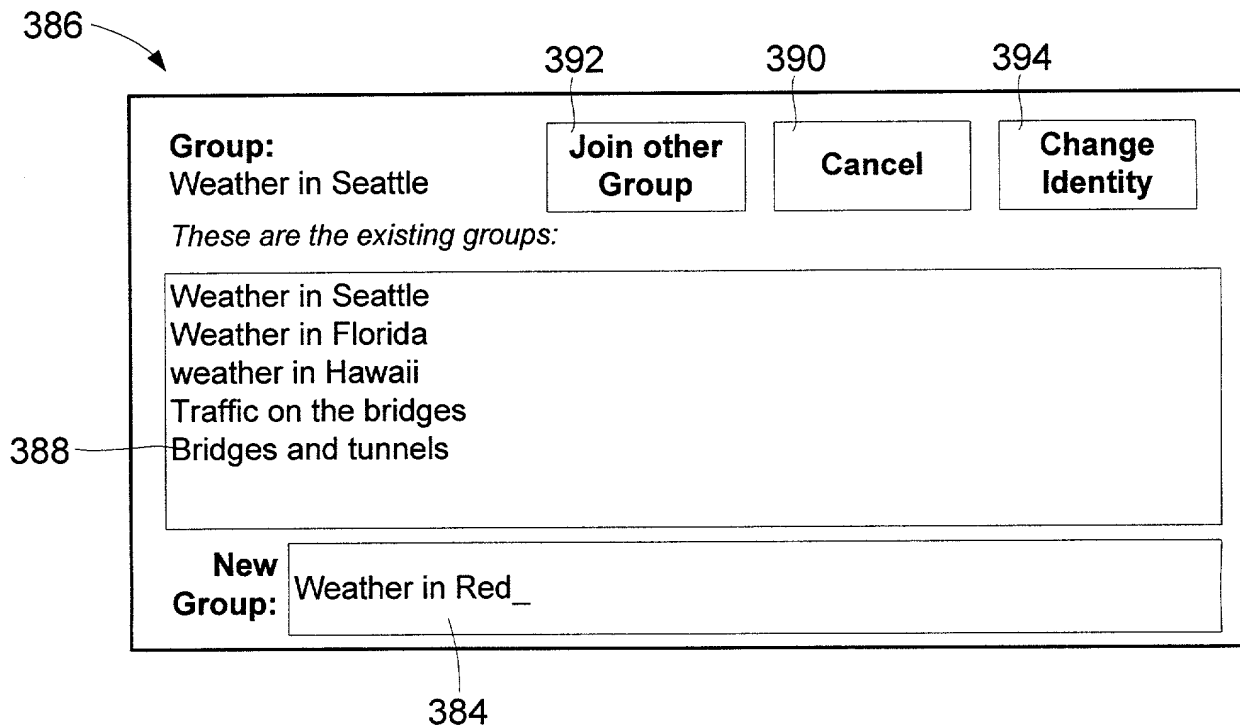 386
392 390 394
Group:
Weather in Seattle
Join other
Group
Cancel
Change
Identity
These are the existing groups:
Weather in Seattle
Weather in Florida
weather in Hawaii
Traffic on the bridges
388
Bridges and tunnels
New
Group:
Weather in Red_
384